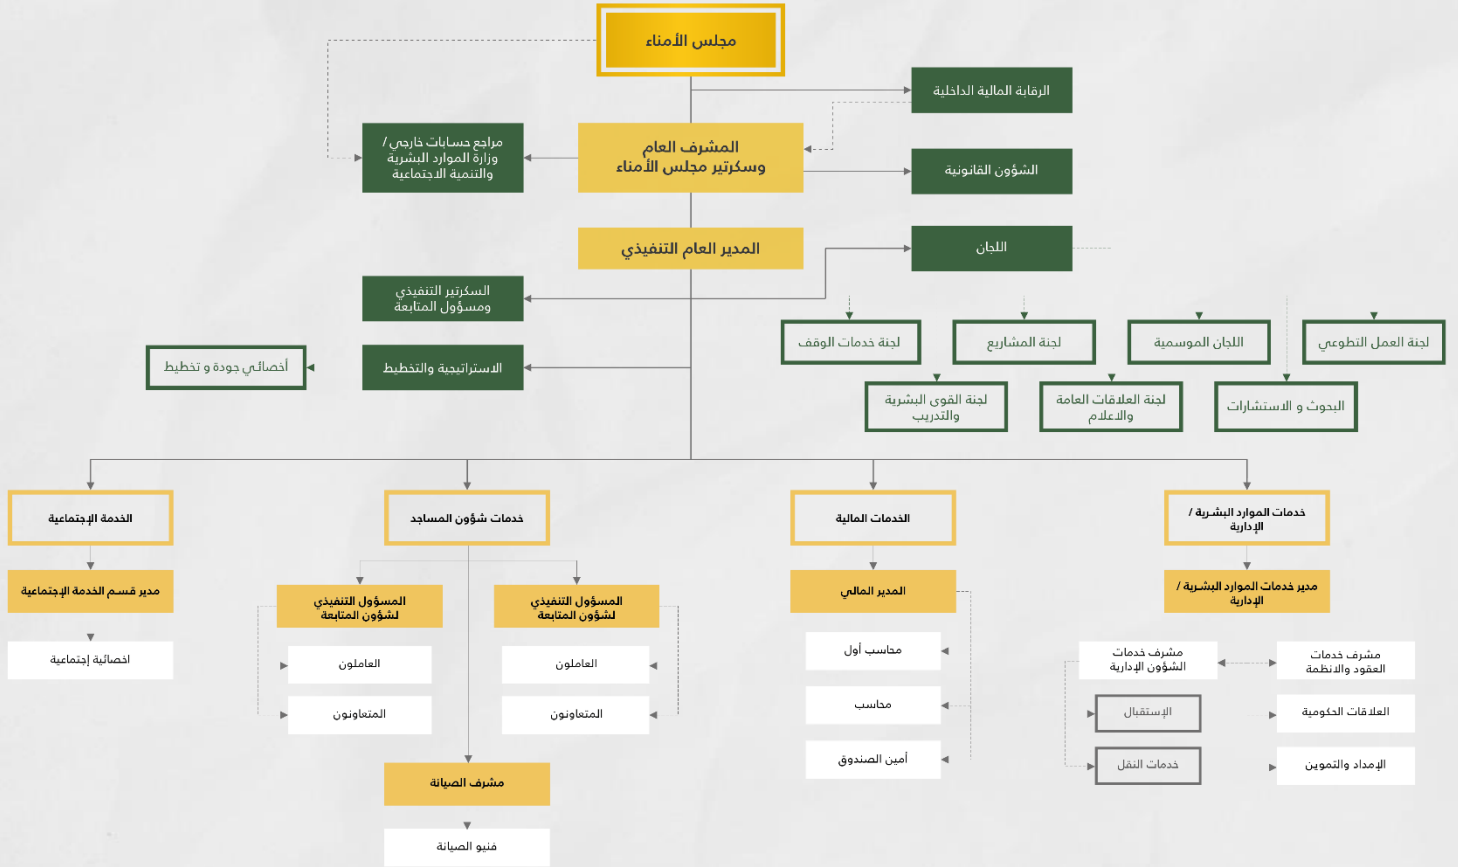 مجلس الأمناء
الرقابة المالية الداخلية
المشرف العام
وسكرتير مجلس الأمناء
مراجع حسابات خارجي /
وزارة الموارد البشرية
والتنمية الاجتماعية
الشؤون القانونية
المدير العام التنفيذي
اللجان
السكرتير التنفيذي
ومسؤول المتابعة
لجنة العمل التطوعي
اللجان الموسمية
لجنة المشاريع
لجنة خدمات الوقف
الاستراتيجية والتخطيط
أخصائي جودة و تخطيط
البحوث و الاستشارات
لجنة العلاقات العامة
والاعلام
لجنة القوى البشرية
والتدريب
خدمات الموارد البشرية /
الإدارية
الخدمات المالية
خدمات شؤون المساجد
الخدمة الإجتماعية
مدير خدمات الموارد البشرية /
الإدارية
المدير المالي
المسؤول التنفيذي
لشؤون المتابعة
المسؤول التنفيذي
لشؤون المتابعة
مدير قسم الخدمة الإجتماعية
مشرف خدمات
العقود والانظمة
مشرف خدمات
الشؤون الإدارية
محاسب أول
العاملون
العاملون
اخصائية إجتماعية
العلاقات الحكومية
الإستقبال
محاسب
المتعاونون
المتعاونون
الإمداد والتموين
خدمات النقل
أمين الصندوق
مشرف الصيانة
فنيو الصيانة